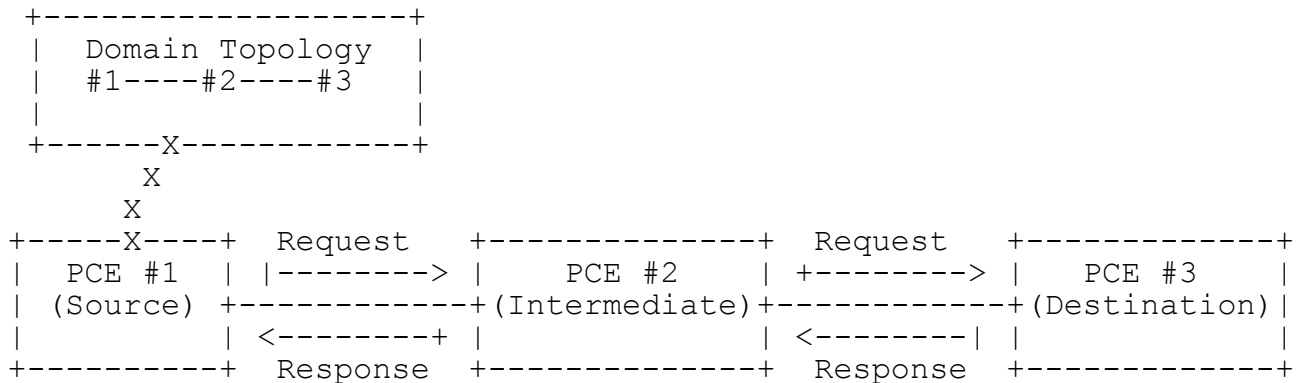 +-------------------+
|  Domain Topology  |
|  #1----#2----#3   |
|                   |
+------X------------+
X
X
+-----X----+  Request   +--------------+  Request   +-------------+
|  PCE #1  | |--------> |    PCE #2    | +--------> |   PCE #3    |
| (Source) +------------+(Intermediate)+------------+(Destination)|
|          | <--------+ |              | <--------| |             |
+----------+  Response  +--------------+  Response  +-------------+